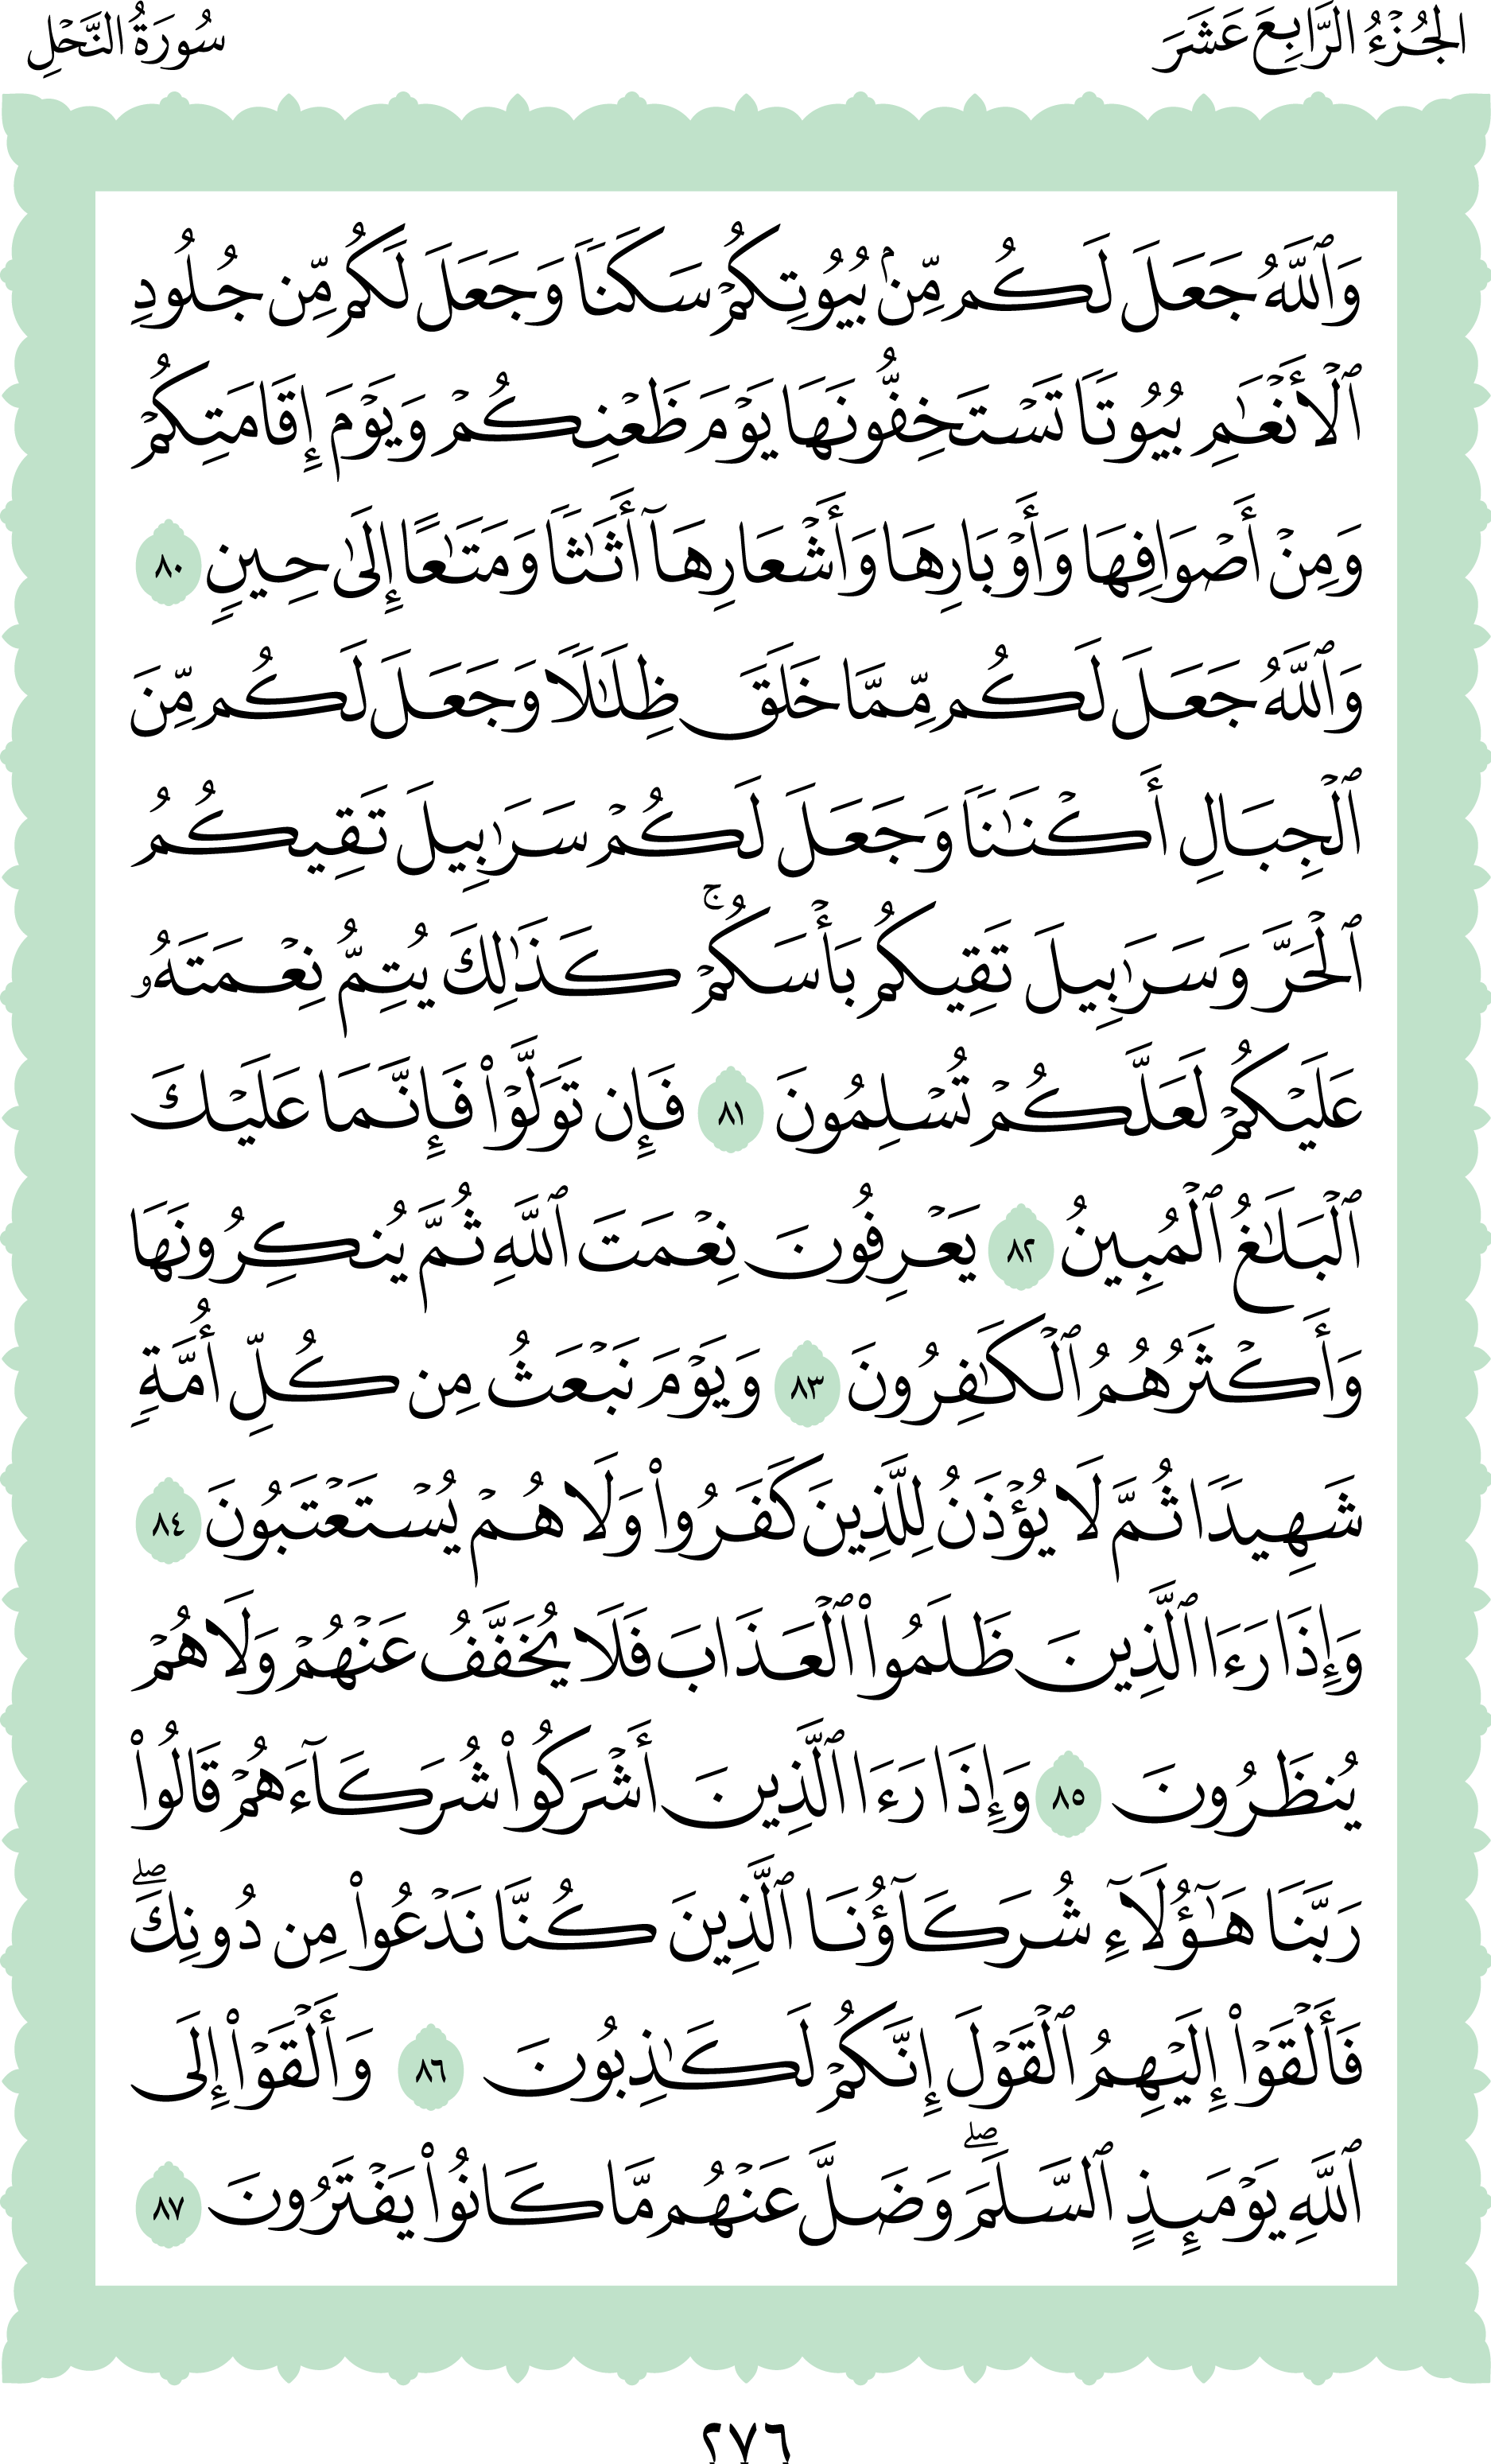 الجُزْءُ الرَّابِعَ عَشَرَ
سُورَةُ النَّحْلِ
وَٱللَّهُ جَعَلَ لَكُم مِّنۢ بُيُوتِكُمۡ سَكَنٗا وَجَعَلَ لَكُم مِّن جُلُودِ
ٱلۡأَنۡعَٰمِ بُيُوتٗا تَسۡتَخِفُّونَهَا يَوۡمَ ظَعۡنِكُمۡ وَيَوۡمَ إِقَامَتِكُمۡ
وَمِنۡ أَصۡوَافِهَا وَأَوۡبَارِهَا وَأَشۡعَارِهَآ أَثَٰثٗا وَمَتَٰعًا إِلَىٰ حِينٖ ٨٠
وَٱللَّهُ جَعَلَ لَكُم مِّمَّا خَلَقَ ظِلَٰلٗا وَجَعَلَ لَكُم مِّنَ
ٱلۡجِبَالِ أَكۡنَٰنٗا وَجَعَلَ لَكُمۡ سَرَٰبِيلَ تَقِيكُمُ
ٱلۡحَرَّ وَسَرَٰبِيلَ تَقِيكُم بَأۡسَكُمۡۚ كَذَٰلِكَ يُتِمُّ نِعۡمَتَهُۥ
عَلَيۡكُمۡ لَعَلَّكُمۡ تُسۡلِمُونَ ٨١ فَإِن تَوَلَّوۡاْ فَإِنَّمَا عَلَيۡكَ
ٱلۡبَلَٰغُ ٱلۡمُبِينُ ٨٢ يَعۡرِفُونَ نِعۡمَتَ ٱللَّهِ ثُمَّ يُنكِرُونَهَا
وَأَكۡثَرُهُمُ ٱلۡكَٰفِرُونَ ٨٣ وَيَوۡمَ نَبۡعَثُ مِن كُلِّ أُمَّةٖ
شَهِيدٗا ثُمَّ لَا يُؤۡذَنُ لِلَّذِينَ كَفَرُواْ وَلَا هُمۡ يُسۡتَعۡتَبُونَ ٨٤
وَإِذَا رَءَا ٱلَّذِينَ ظَلَمُواْ ٱلۡعَذَابَ فَلَا يُخَفَّفُ عَنۡهُمۡ وَلَا هُمۡ
يُنظَرُونَ ٨٥ وَإِذَا رَءَا ٱلَّذِينَ أَشۡرَكُواْ شُرَكَآءَهُمۡ قَالُواْ
رَبَّنَا هَٰٓؤُلَآءِ شُرَكَآؤُنَا ٱلَّذِينَ كُنَّا نَدۡعُواْ مِن دُونِكَۖ
فَأَلۡقَوۡاْ إِلَيۡهِمُ ٱلۡقَوۡلَ إِنَّكُمۡ لَكَٰذِبُونَ ٨٦ وَأَلۡقَوۡاْ إِلَى
ٱللَّهِ يَوۡمَئِذٍ ٱلسَّلَمَۖ وَضَلَّ عَنۡهُم مَّا كَانُواْ يَفۡتَرُونَ ٨٧
٢٧٦